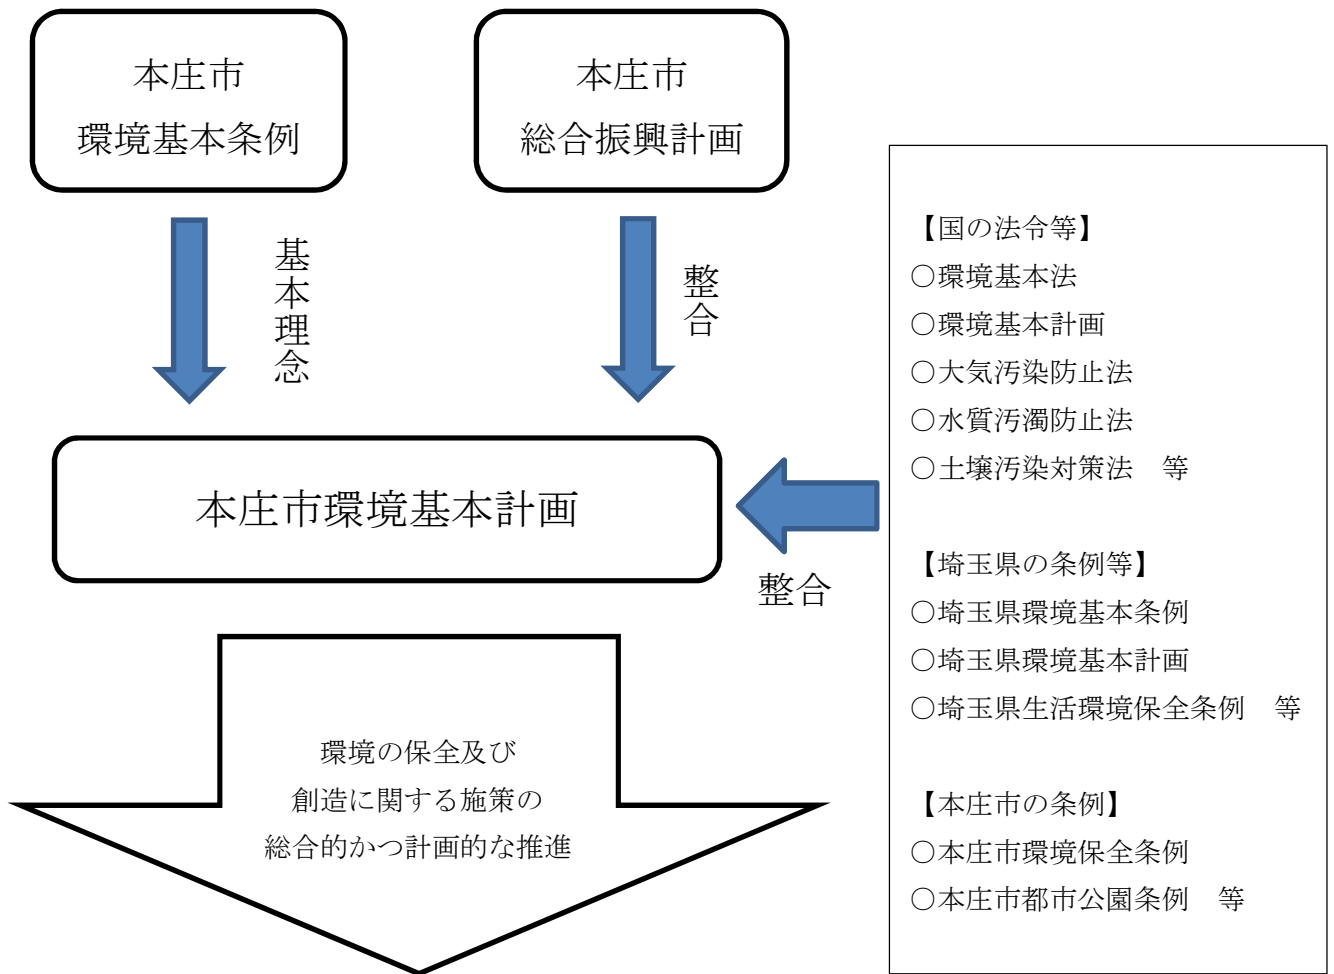 本庄市
環境基本条例
本庄市
総合振興計画
基本理念
整合
本庄市環境基本計画
整合
環境の保全及び
創造に関する施策の
総合的かつ計画的な推進
【国の法令等】
○環境基本法
○環境基本計画
○大気汚染防止法
○水質汚濁防止法
○土壌汚染対策法　等
【埼玉県の条例等】
○埼玉県環境基本条例
○埼玉県環境基本計画
○埼玉県生活環境保全条例　等
【本庄市の条例】
○本庄市環境保全条例
○本庄市都市公園条例　等